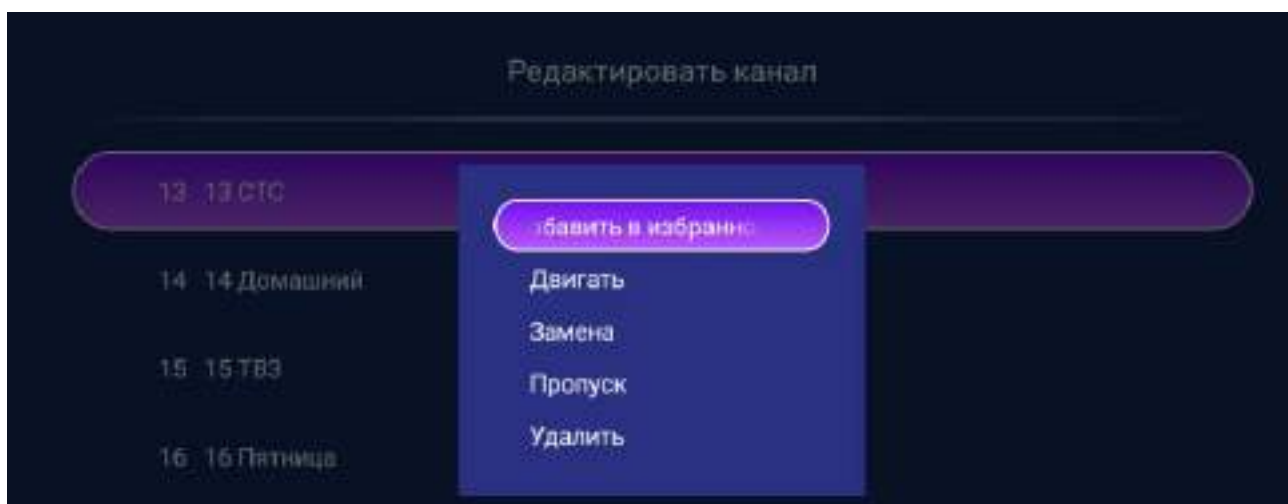 Редактировать канал
13 13 СТС
бавить в избранно
Двигать
14 14 Домашний
Замена
15 15 ТВ3
Пропуск
Удалить
16 16 Пятница